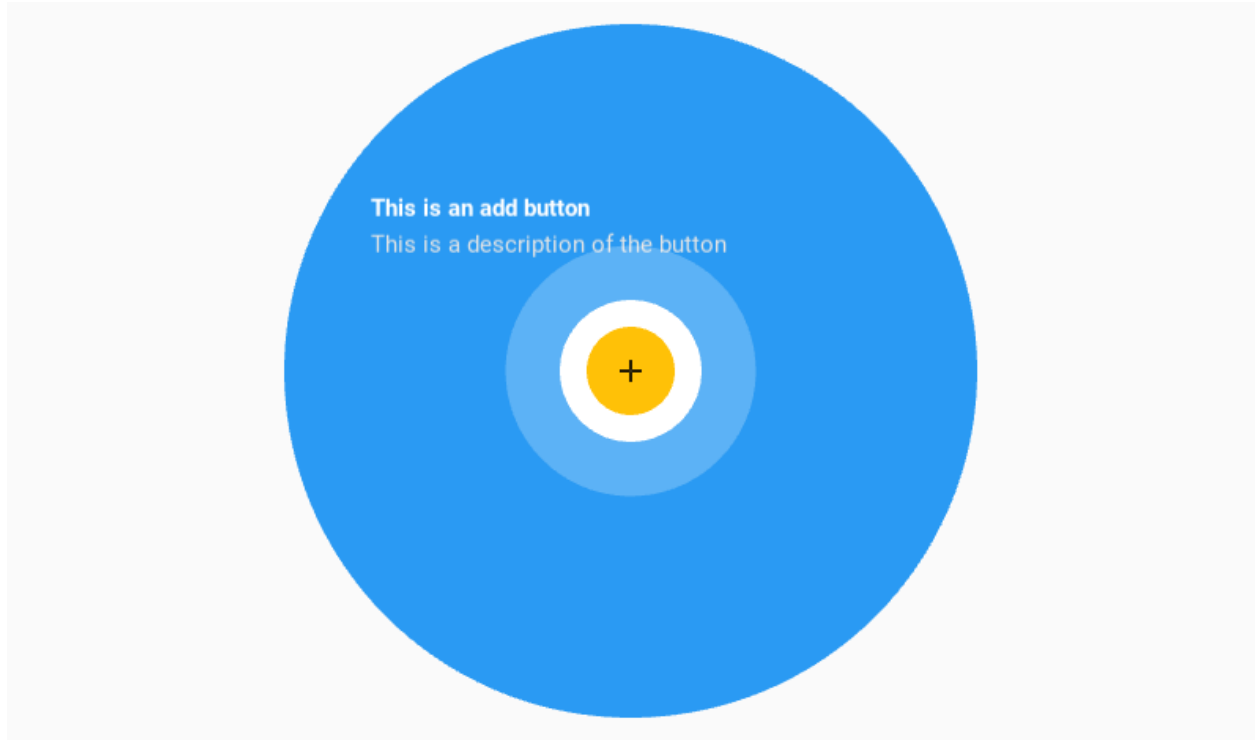 This is an add button
This is a description of the button
+